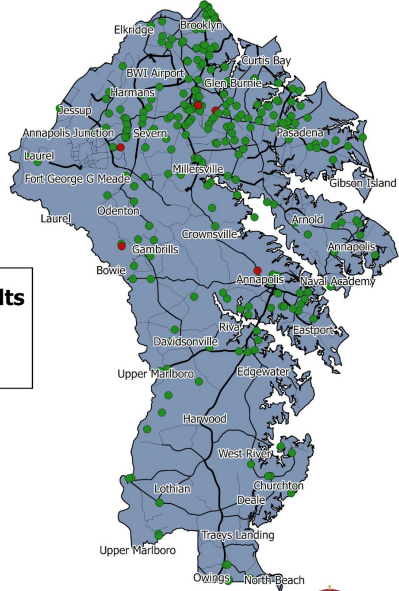 Brooklyn
Elkridge
Curtis Bay
BWI Airport
Glen Burnie
Harmans
Jessup
Annapolis Junction
Severn
Pasadena
Laurel
Millersville
Fort George G Meade
Gibson Island
Odenton
Laurel
Arnold
Crownsville
Gambrills
Annapolis
Bowie
Annapolis
Naval Academy
lts
Riva
Eastport
Davidsonville
Upper Marlboro
Edgewater
Harwood
West River
Lothian
Churchton
Deale
Tracys Landing
Upper Marlboro
Owings
North Beach